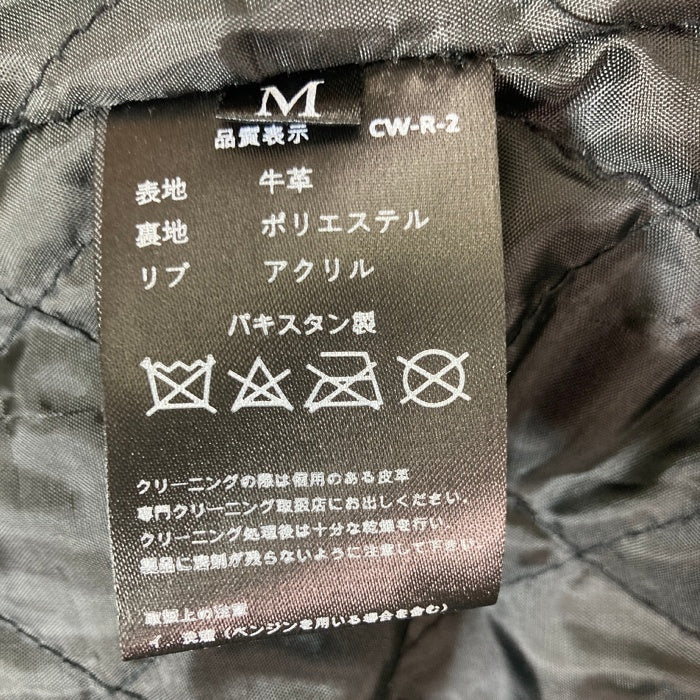 M
品質表示 CW-R-2
表地 牛革
裏地 ポリエステル
リブ アクリル
パキスタン製
クリーニングの際は信用のある皮革
専門クリーニング取扱店にお出しください。
クリーニング処理後は十分な乾燥を行い
製品に溶剤が残らないように注意して下さい。
取扱上の注意
イ 洗濯（ベンジンを用いる場合を含む）